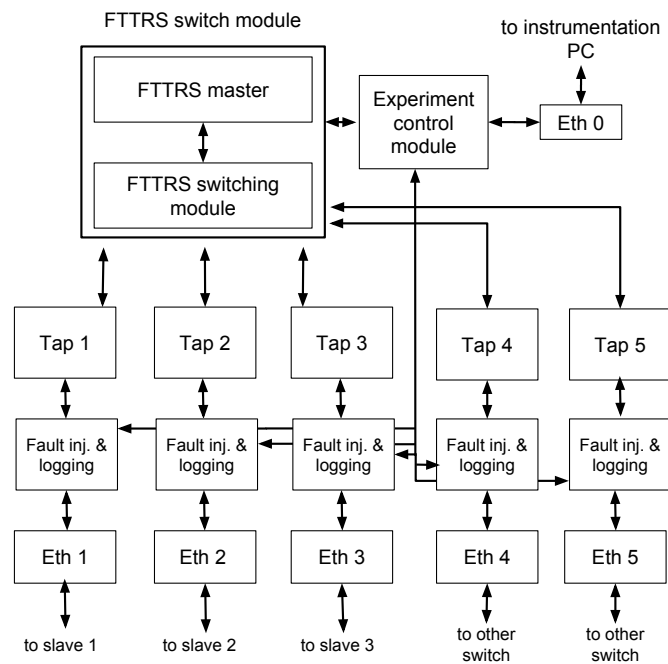 FTTRS switch module
to instrumentation
PC
FTTRS master
Experiment
control
module
Eth 0
FTTRS switching
module
Tap 1
Tap 2
Tap 3
Tap 4
Tap 5
Fault inj. &
logging
Fault inj. &
logging
Fault inj. &
logging
Fault inj. &
logging
Fault inj. &
logging
Eth 1
Eth 2
Eth 3
Eth 4
Eth 5
to slave 1
to slave 2
to slave 3
to other
switch
to other
switch